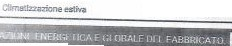 Climatizzazione estiva
AZIONE ENERGETICA E GLOBALE DEL FABBRICATO